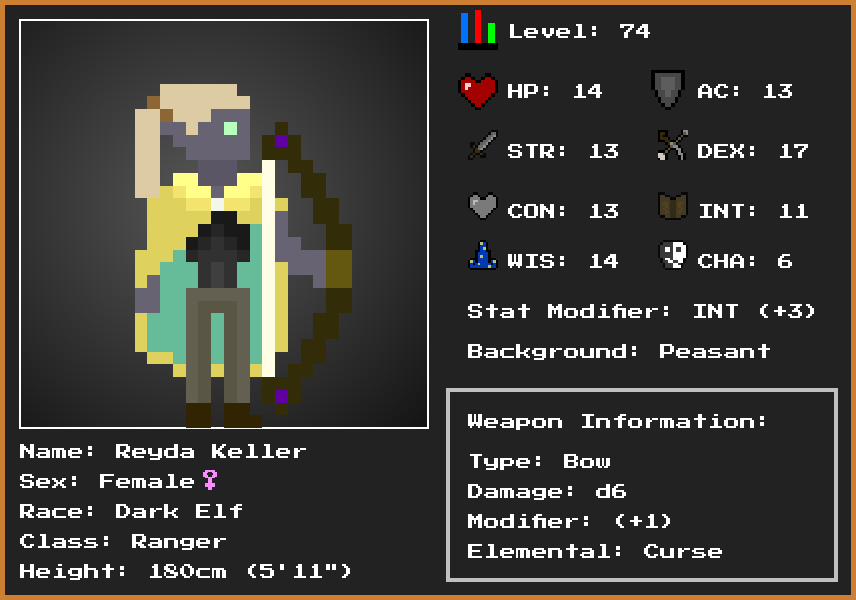 Level: 74
HP: 14 AC: 13
STR: 13 DEX: 17
CON: 13 INT: 11
WIS: 14 CHA: 6
Stat Modifier: INT (+3)
Background: Peasant
Weapon Information:
Type: Bow
Damage: d6
Modifier: (+1)
Elemental: Curse
Name: Reyda Keller
Sex: Female♀
Race: Dark Elf
Class: Ranger
Height: 180cm (5'11")